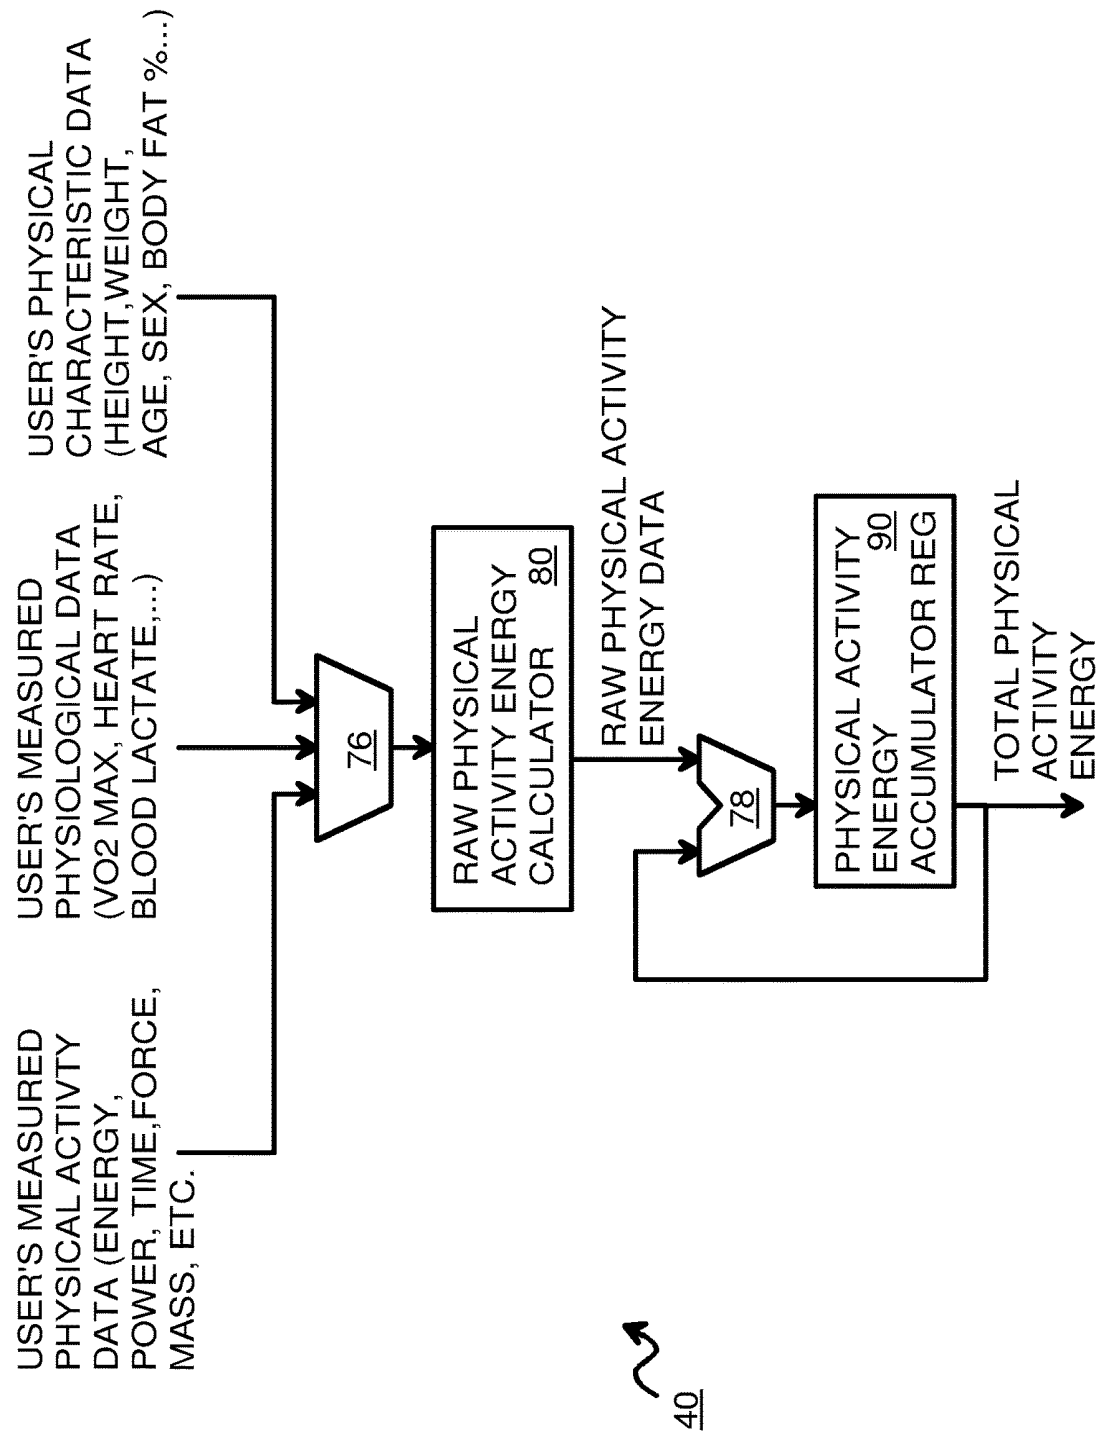 USER'S MEASURED
PHYSICAL ACTIVTY
DATA (ENERGY,
POWER, TIME,FORCE,
MASS, ETC.
USER'S MEASURED
PHYSIOLOGICAL DATA
(VO2 MAX, HEART RATE,
BLOOD LACTATE,...)
USER'S PHYSICAL
CHARACTERISTIC DATA
(HEIGHT,WEIGHT,
AGE, SEX, BODY FAT %...)
76
RAW PHYSICAL
ACTIVITY ENERGY
CALCULATOR 80
RAW PHYSICAL ACTIVITY
ENERGY DATA
78
PHYSICAL ACTIVITY
ENERGY 90
ACCUMULATOR REG
TOTAL PHYSICAL
ACTIVITY
ENERGY
40